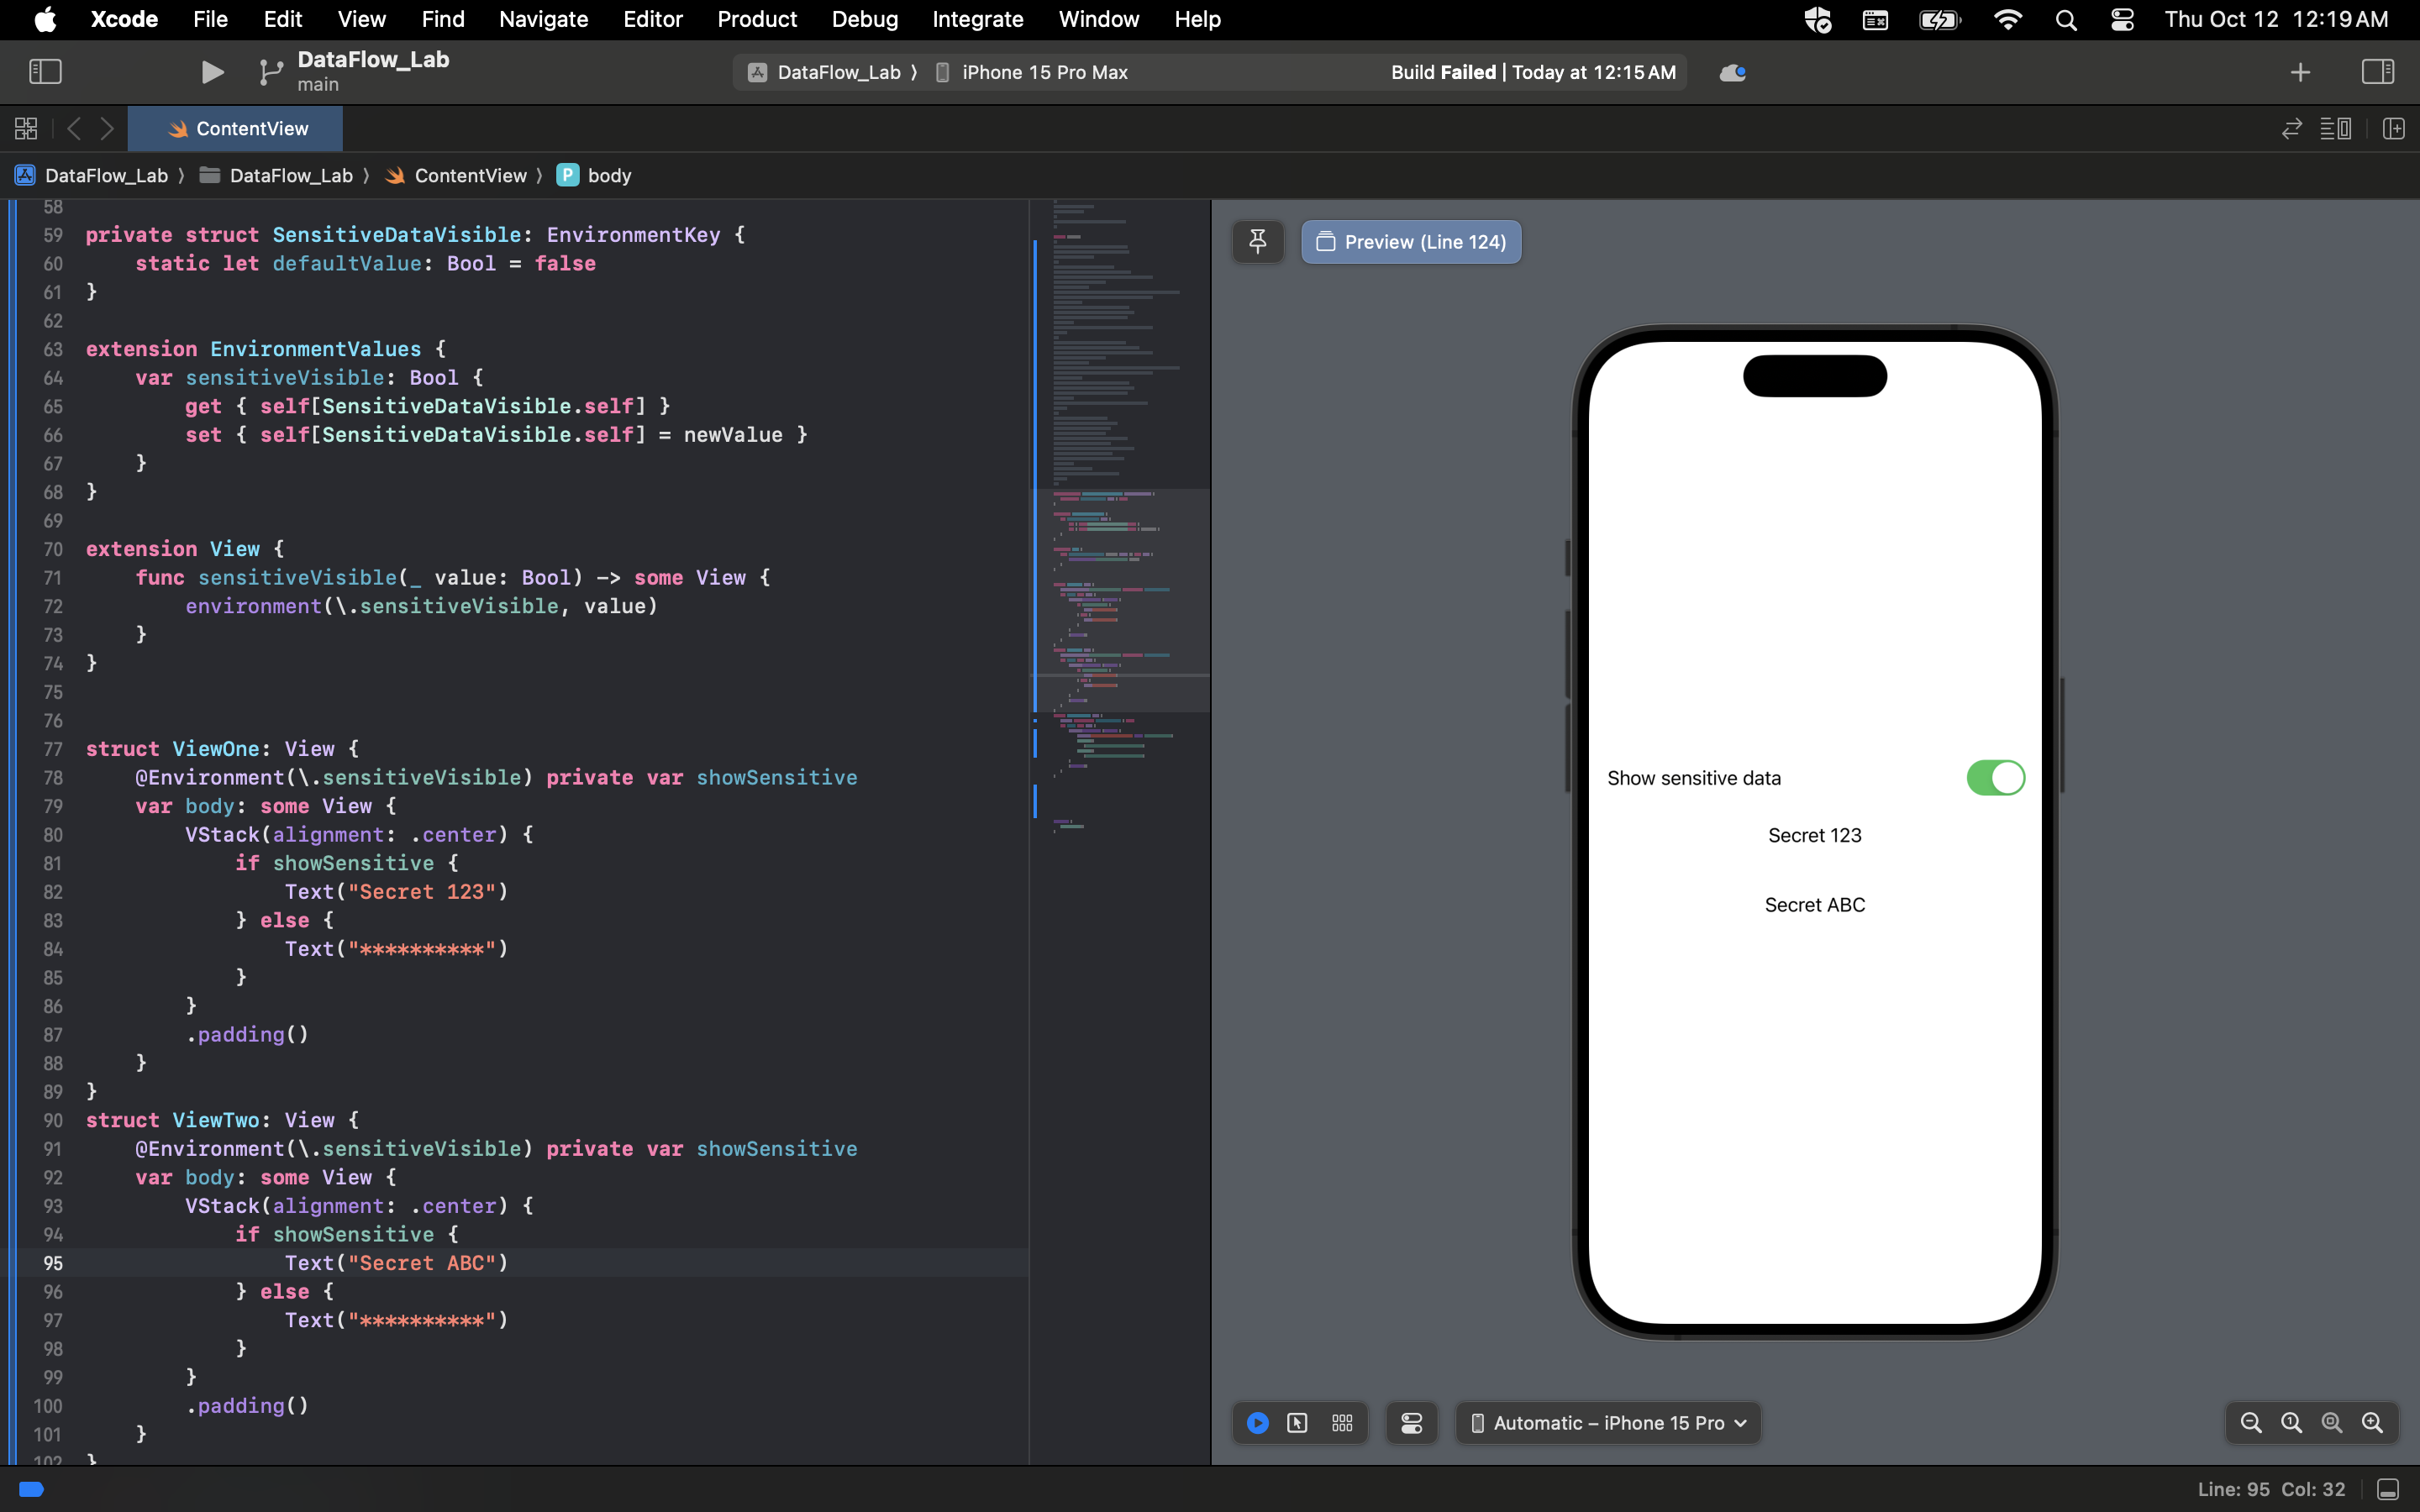 Xcode File Edit View Find Navigate Editor Product Debug Integrate Window Help Thu Oct 12 12:19 AM
DataFlow_Lab
main
DataFlow_Lab ⟩ iPhone 15 Pro Max
Build Failed | Today at 12:15 AM
ContentView
DataFlow_Lab ⟩ DataFlow_Lab ⟩ ContentView ⟩ P body
58
59 private struct SensitiveDataVisible: EnvironmentKey {
60     static let defaultValue: Bool = false
61 }
62
63 extension EnvironmentValues {
64     var sensitiveVisible: Bool {
65         get { self[SensitiveDataVisible.self] }
66         set { self[SensitiveDataVisible.self] = newValue }
67     }
68 }
69
70 extension View {
71     func sensitiveVisible(_ value: Bool) -> some View {
72         environment(\.sensitiveVisible, value)
73     }
74 }
75
76
77 struct ViewOne: View {
78     @Environment(\.sensitiveVisible) private var showSensitive
79     var body: some View {
80         VStack(alignment: .center) {
81             if showSensitive {
82                 Text("Secret 123")
83             } else {
84                 Text("**********")
85             }
86         }
87         .padding()
88     }
89 }
90 struct ViewTwo: View {
91     @Environment(\.sensitiveVisible) private var showSensitive
92     var body: some View {
93         VStack(alignment: .center) {
94             if showSensitive {
95                 Text("Secret ABC")
96             } else {
97                 Text("**********")
98             }
99         }
100         .padding()
101     }
102 }
Preview (Line 124)
Show sensitive data
Secret 123
Secret ABC
Automatic – iPhone 15 Pro
Line: 95 Col: 32